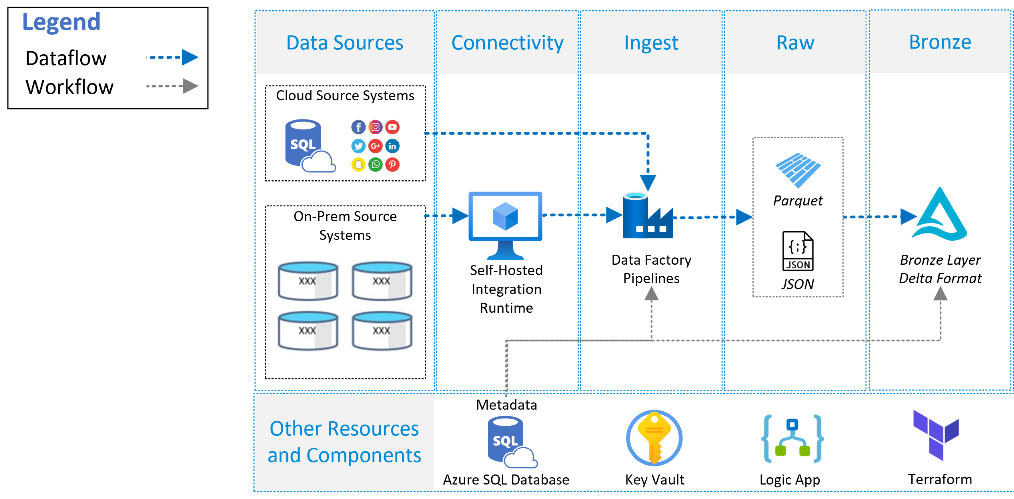 Legend
Dataflow
Workflow
Data Sources
Connectivity
Ingest
Raw
Bronze
Cloud Source Systems
SQL
On-Prem Source
Systems
XXX
XXX
XXX
XXX
Self-Hosted
Integration
Runtime
Data Factory
Pipelines
Parquet
{;}
JSON
JSON
Bronze Layer
Delta Format
Other Resources
and Components
Metadata
SQL
Azure SQL Database
Key Vault
Logic App
Terraform